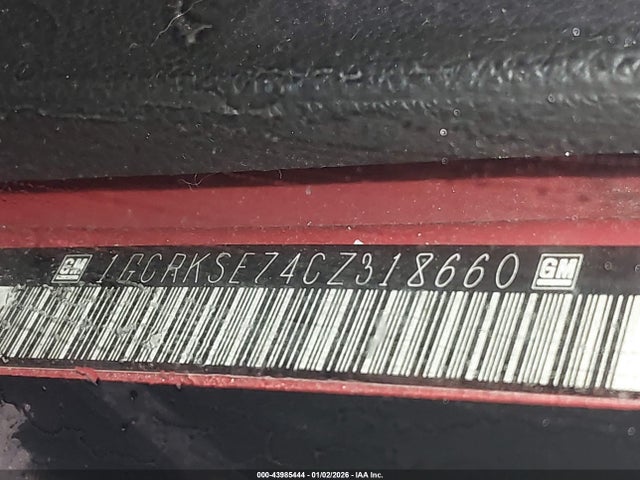 GM 1GCRKSE74CZ318660 GM
000-43985444 - 01/02/2026 - IAA Inc.